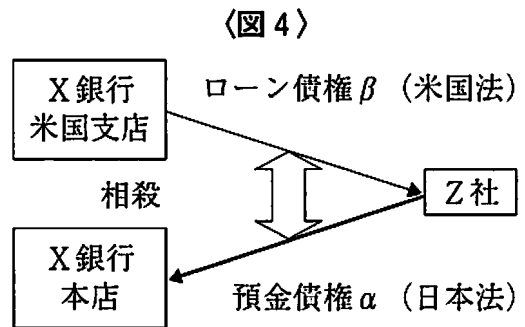 〈図4〉
X銀行
米国支店
ローン債権β（米国法）
相殺
Z社
X銀行
本店
預金債権α（日本法）